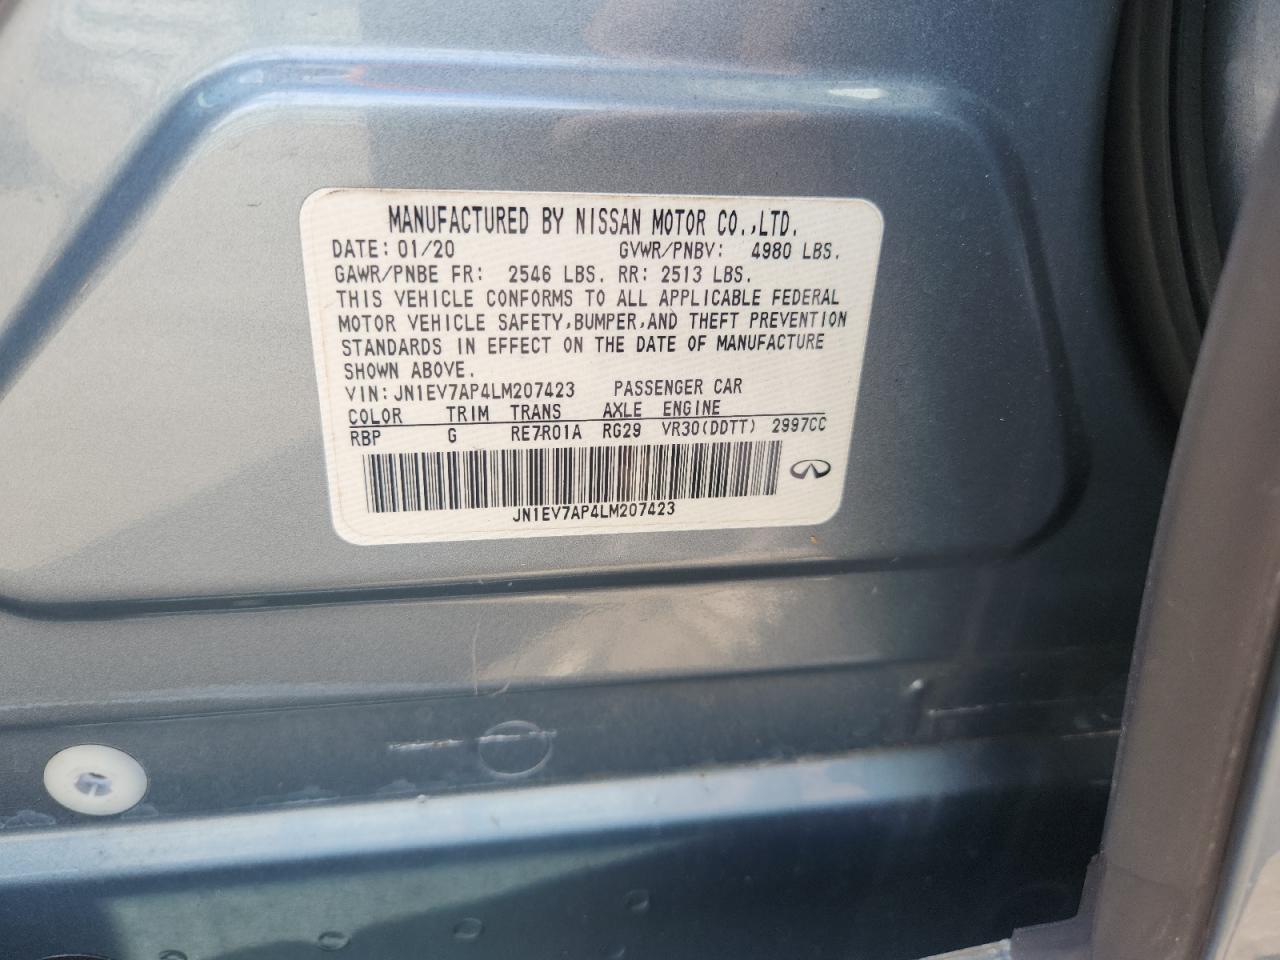 MANUFACTURED BY NISSAN MOTOR CO.,LTD.
DATE: 01/20 GVWR/PNBV: 4980 LBS.
GAWR/PNBE FR: 2546 LBS. RR: 2513 LBS.
THIS VEHICLE CONFORMS TO ALL APPLICABLE FEDERAL
MOTOR VEHICLE SAFETY,BUMPER,AND THEFT PREVENTION
STANDARDS IN EFFECT ON THE DATE OF MANUFACTURE
SHOWN ABOVE.
VIN:JN1EV7AP4LM207423 PASSENGER CAR
COLOR TRIM TRANS AXLE ENGINE
RBP G RE7R01A RG29 VR30(DDTT) 2997CC
JN1EV7AP4LM207423